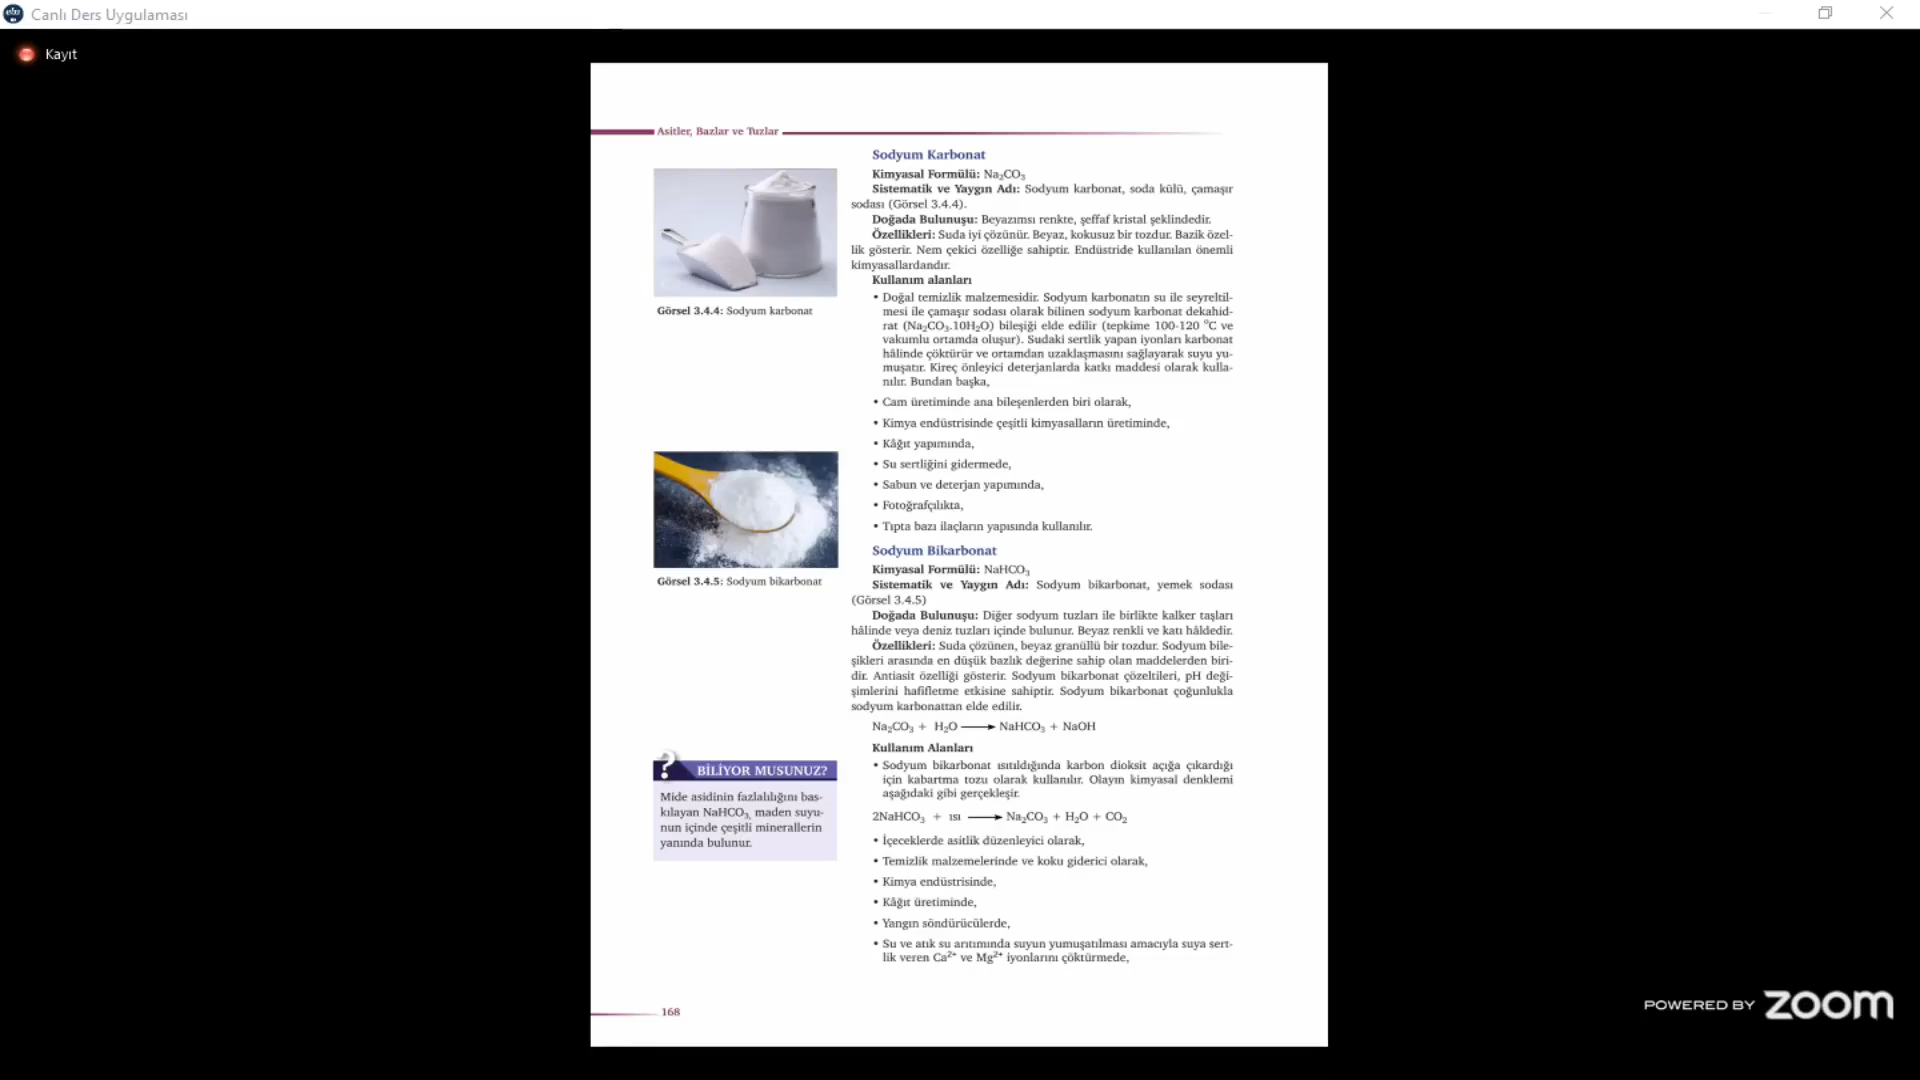 Canlı Ders Uygulaması
Kayıt
Asitler, Bazlar ve Tuzlar
Sodyum Karbonat
Kimyasal Formülü: Na₂CO₃
Sistematik ve Yaygın Adı: Sodyum karbonat, soda külü, çamaşır
sodası (Görsel 3.4.4).
Doğada Bulunuşu: Beyazımsı renkte, şeffaf kristal şeklindedir.
Özellikleri: Suda iyi çözünür. Beyaz, kokusuz bir tozdur. Bazik özel-
lik gösterir. Nem çekici özelliğe sahiptir. Endüstride kullanılan önemli
kimyasallardandır.
Kullanım alanları
• Doğal temizlik malzemesidir. Sodyum karbonatın su ile seyreltil-
mesi ile çamaşır sodası olarak bilinen sodyum karbonat dekahid-
rat (Na₂CO₃.10H₂O) bileşiği elde edilir (tepkime 100-120 °C ve
vakumlu ortamda oluşur). Sudaki sertlik yapan iyonları karbonat
hâlinde çöktürür ve ortamdan uzaklaşmasını sağlayarak suyu yu-
muşatır. Kireç önleyici deterjanlarda katkı maddesi olarak kulla-
nılır. Bundan başka,
• Cam üretiminde ana bileşenlerden biri olarak,
• Kimya endüstrisinde çeşitli kimyasalların üretiminde,
• Kâğıt yapımında,
• Su sertliğini gidermede,
• Sabun ve deterjan yapımında,
• Fotoğrafçılıkta,
• Tıpta bazı ilaçların yapısında kullanılır.
Görsel 3.4.4: Sodyum karbonat
Sodyum Bikarbonat
Kimyasal Formülü: NaHCO₃
Sistematik ve Yaygın Adı: Sodyum bikarbonat, yemek sodası
(Görsel 3.4.5)
Doğada Bulunuşu: Diğer sodyum tuzları ile birlikte kalker taşları
hâlinde veya deniz tuzları içinde bulunur. Beyaz renkli ve katı hâldedir.
Özellikleri: Suda çözünen, beyaz granüllü bir tozdur. Sodyum bile-
şikleri arasında en düşük bazlık değerine sahip olan maddelerden biri-
dir. Antiasit özelliği gösterir. Sodyum bikarbonat çözeltileri, pH deği-
şimlerini hafifletme etkisine sahiptir. Sodyum bikarbonat çoğunlukla
sodyum karbonattan elde edilir.
Na₂CO₃ + H₂O ⟶ NaHCO₃ + NaOH
Kullanım Alanları
• Sodyum bikarbonat ısıtıldığında karbon dioksit açığa çıkardığı
için kabartma tozu olarak kullanılır. Olayın kimyasal denklemi
aşağıdaki gibi gerçekleşir.
2NaHCO₃ + ısı ⟶ Na₂CO₃ + H₂O + CO₂
• İçeceklerde asitlik düzenleyici olarak,
• Temizlik malzemelerinde ve koku giderici olarak,
• Kimya endüstrisinde,
• Kâğıt üretiminde,
• Yangın söndürücülerde,
• Su ve atık su arıtımında suyun yumuşatılması amacıyla suya sert-
lik veren Ca²⁺ ve Mg²⁺ iyonlarını çöktürmede,
Görsel 3.4.5: Sodyum bikarbonat
? BİLİYOR MUSUNUZ?
Mide asidinin fazlalılığını bas-
kılayan NaHCO₃, maden suyu-
nun içinde çeşitli minerallerin
yanında bulunur.
168
POWERED BY zoom